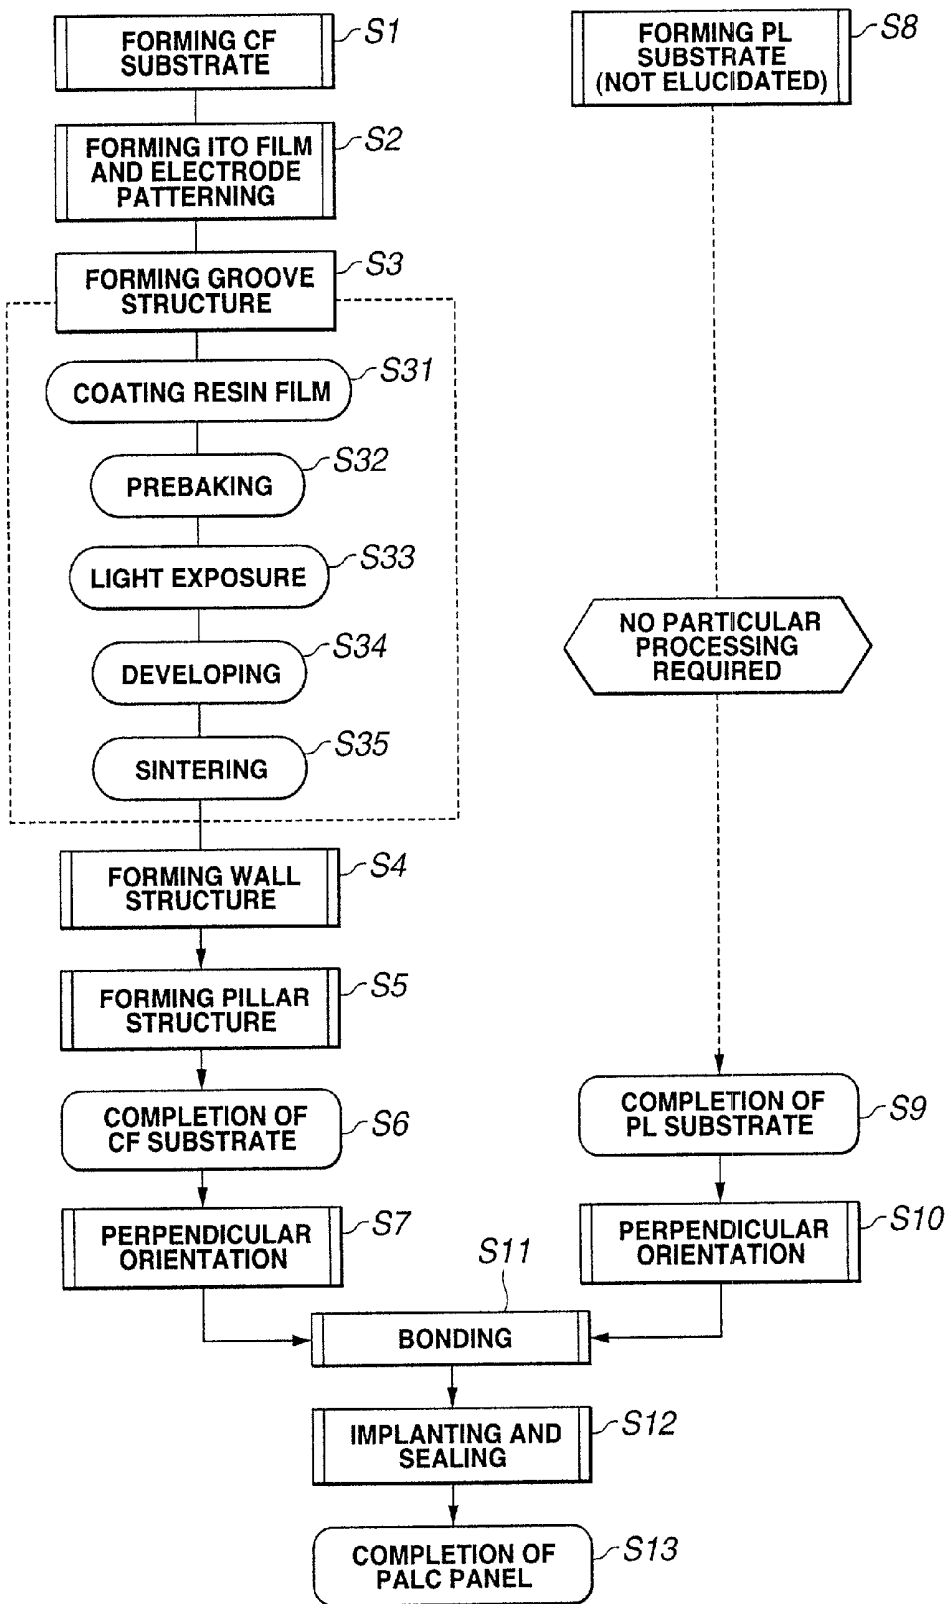 FORMING CF
SUBSTRATE
S1
FORMING ITO FILM
AND ELECTRODE
PATTERNING
S2
FORMING GROOVE
STRUCTURE
S3
COATING RESIN FILM
S31
PREBAKING
S32
LIGHT EXPOSURE
S33
DEVELOPING
S34
SINTERING
S35
FORMING WALL
STRUCTURE
S4
FORMING PILLAR
STRUCTURE
S5
COMPLETION OF
CF SUBSTRATE
S6
PERPENDICULAR
ORIENTATION
S7
FORMING PL
SUBSTRATE
(NOT ELUCIDATED)
S8
NO PARTICULAR
PROCESSING
REQUIRED
COMPLETION OF
PL SUBSTRATE
S9
PERPENDICULAR
ORIENTATION
S10
S11
BONDING
IMPLANTING AND
SEALING
S12
COMPLETION OF
PALC PANEL
S13